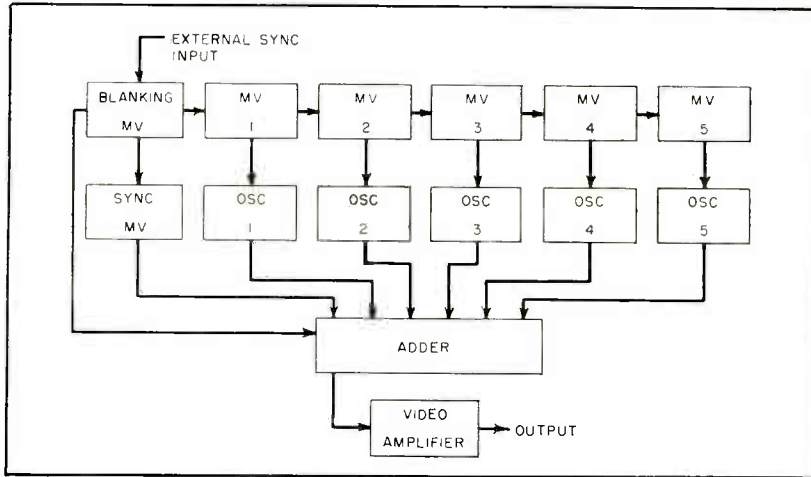 EXTERNAL SYNC
INPUT
BLANKING
MV
MV
1
MV
2
MV
3
MV
4
MV
5
SYNC
MV
OSC
1
OSC
2
OSC
3
OSC
4
OSC
5
ADDER
VIDEO
AMPLIFIER
OUTPUT